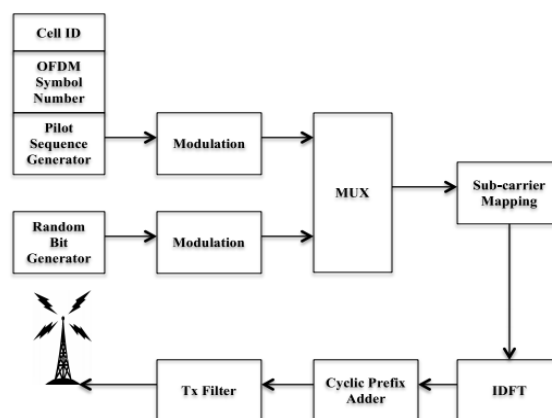 Cell ID
OFDM
Symbol
Number
Pilot
Sequence
Generator
Modulation
MUX
Sub-carrier
Mapping
Random
Bit
Generator
Modulation
Tx Filter
Cyclic Prefix
Adder
IDFT